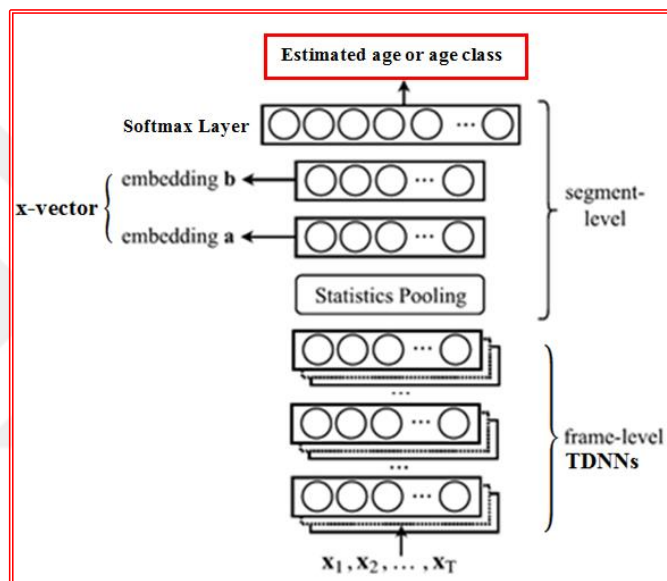 Estimated age or age class
Softmax Layer
...
embedding b
x-vector
...
segment-level
embedding a
...
Statistics Pooling
...
...
...
frame-level
TDNNs
...
...
x₁, x₂, ..., x_T